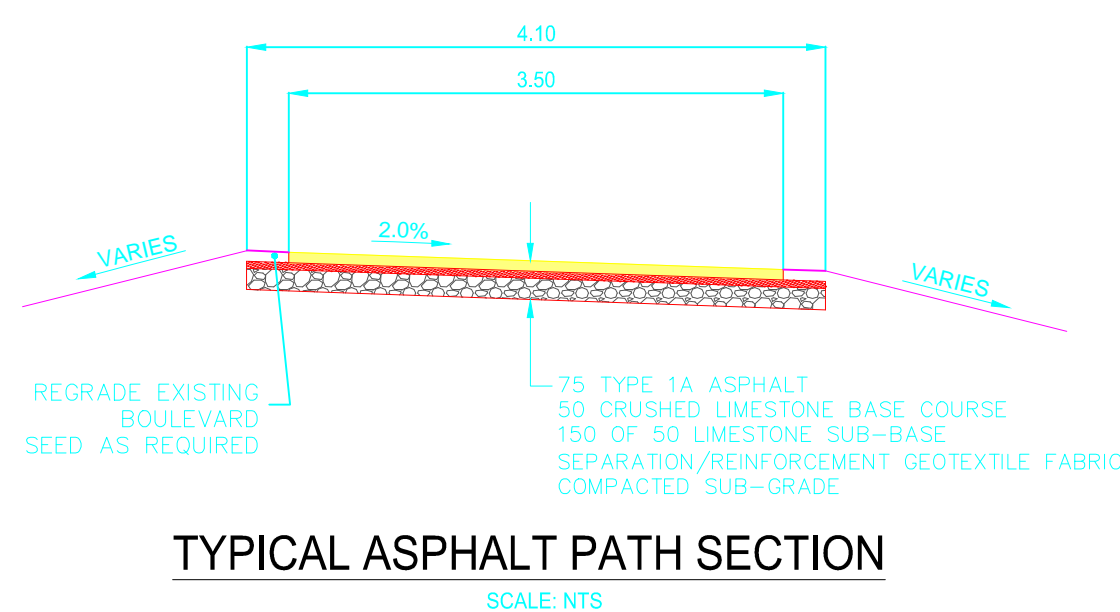 4.10
3.50
2.0%
VARIES
VARIES
REGRADE EXISTING
BOULEVARD
SEED AS REQUIRED
75 TYPE 1A ASPHALT
50 CRUSHED LIMESTONE BASE COURSE
150 OF 50 LIMESTONE SUB-BASE
SEPARATION/REINFORCEMENT GEOTEXTILE FABRIC
COMPACTED SUB-GRADE
TYPICAL ASPHALT PATH SECTION
SCALE: NTS